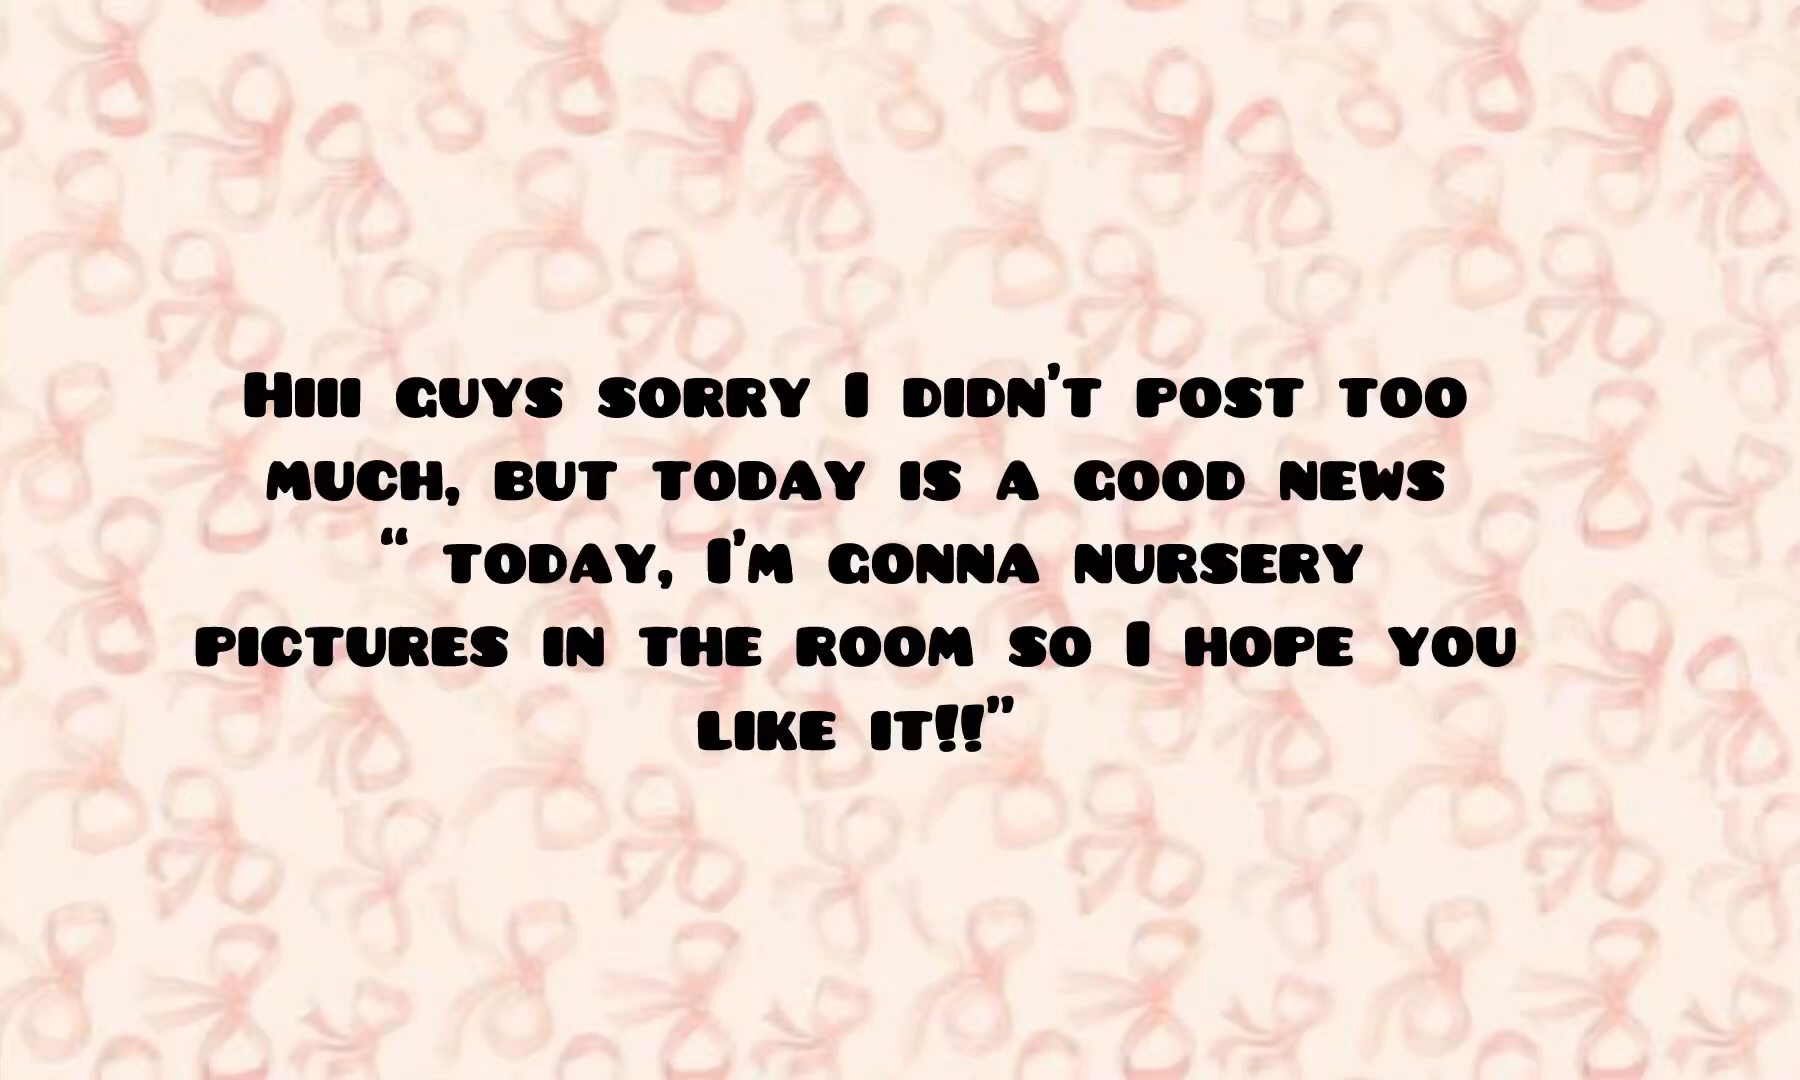 Hiii guys sorry I didn't post too
much, but today is a good news
“ today, I'm gonna nursery
pictures in the room so I hope you
like it!!”